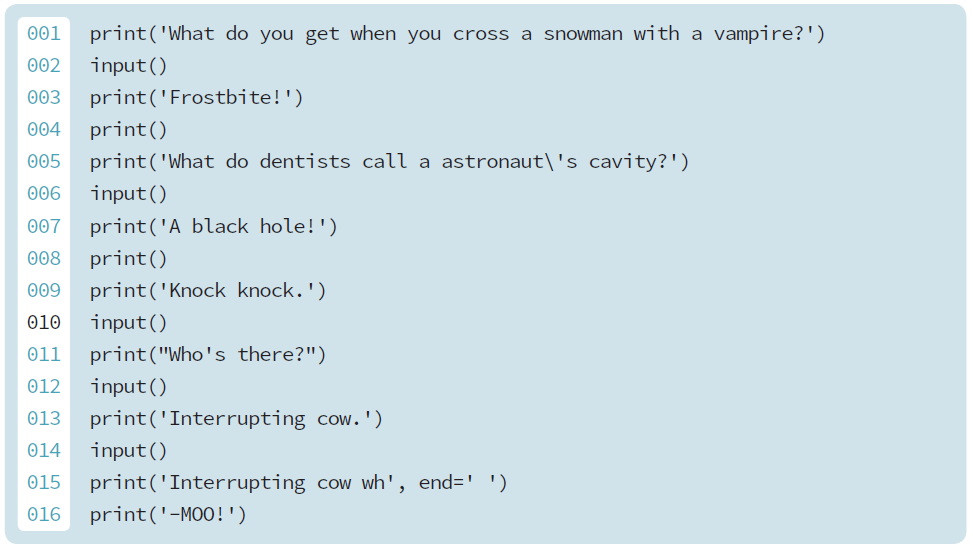 001 print('What do you get when you cross a snowman with a vampire?')
002 input()
003 print('Frostbite!')
004 print()
005 print('What do dentists call a astronaut\'s cavity?')
006 input()
007 print('A black hole!')
008 print()
009 print('Knock knock.')
010 input()
011 print("Who's there?")
012 input()
013 print('Interrupting cow.')
014 input()
015 print('Interrupting cow wh', end=' ')
016 print('-MOO!')